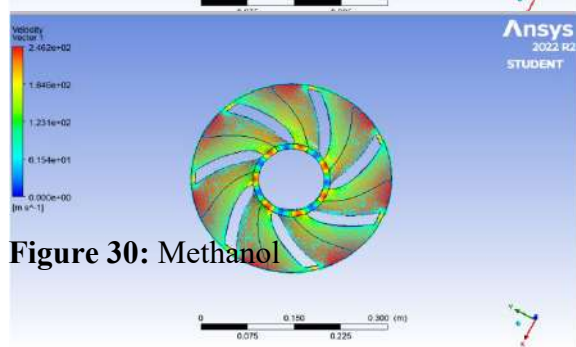 Velocity
Vector 1
2.462e+02
1.846e+02
1.231e+02
6.154e+01
0.000e+00
[m s^-1]
Ansys
2022 R2
STUDENT
Figure 30: Methanol
0 0.150 0.300 (m)
0.075 0.225
Y
X